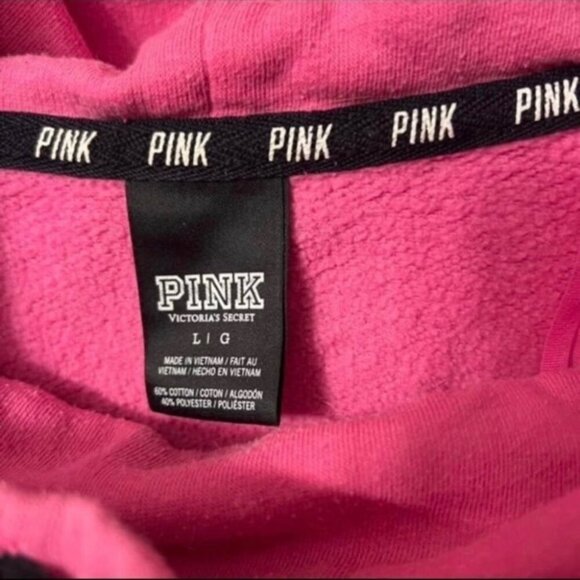 PINK PINK PINK PINK PINK
PINK
VICTORIA'S SECRET
L | G
MADE IN VIETNAM / FAIT AU
VIETNAM / HECHO EN VIETNAM
60% COTTON / COTON / ALGODÓN
40% POLYESTER / POLIÉSTER